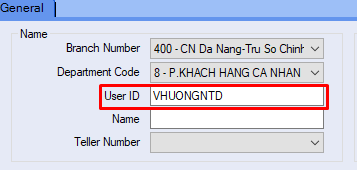 General
Name
Branch Number 400 - CN Da Nang-Tru So Chinh
Department Code 8 - P.KHACH HANG CA NHAN
User ID VHUONGNTD
Name
Teller Number